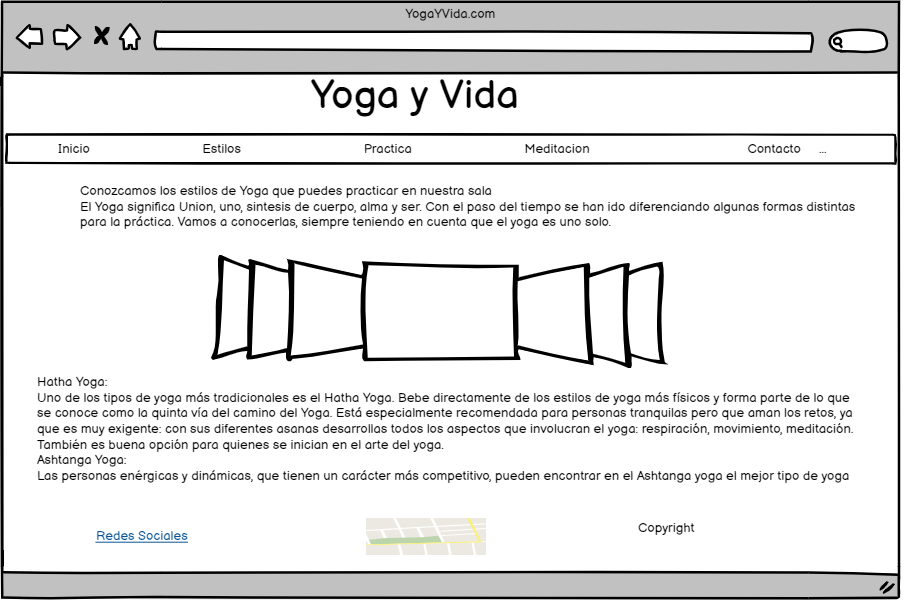 YogaYVida.com
Yoga y Vida
Inicio Estilos Practica Meditacion Contacto ...
Conozcamos los estilos de Yoga que puedes practicar en nuestra sala
El Yoga significa Union, uno, sintesis de cuerpo, alma y ser. Con el paso del tiempo se han ido diferenciando algunas formas distintas
para la práctica. Vamos a conocerlas, siempre teniendo en cuenta que el yoga es uno solo.
Hatha Yoga:
Uno de los tipos de yoga más tradicionales es el Hatha Yoga. Bebe directamente de los estilos de yoga más físicos y forma parte de lo que
se conoce como la quinta vía del camino del Yoga. Está especialmente recomendada para personas tranquilas pero que aman los retos, ya
que es muy exigente: con sus diferentes asanas desarrollas todos los aspectos que involucran el yoga: respiración, movimiento, meditación.
También es buena opción para quienes se inician en el arte del yoga.
Ashtanga Yoga:
Las personas enérgicas y dinámicas, que tienen un carácter más competitivo, pueden encontrar en el Ashtanga yoga el mejor tipo de yoga
Redes Sociales
Copyright